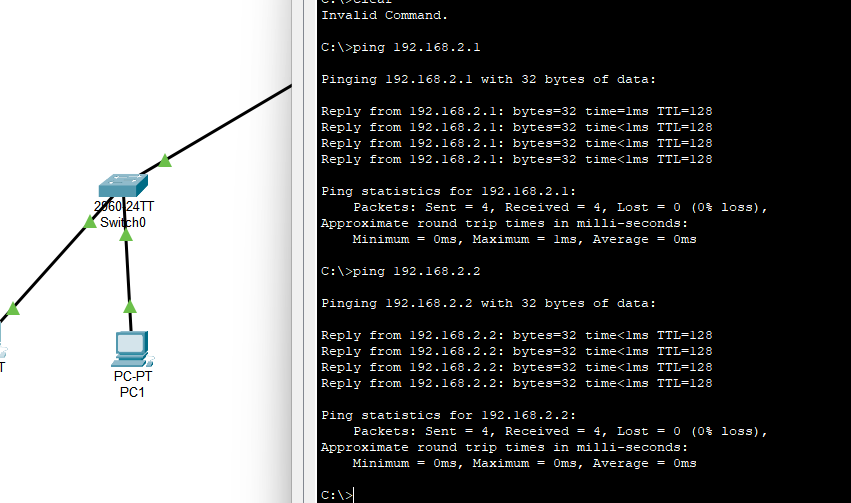 C:\>clear
Invalid Command.
C:\>ping 192.168.2.1
Pinging 192.168.2.1 with 32 bytes of data:
Reply from 192.168.2.1: bytes=32 time=1ms TTL=128
Reply from 192.168.2.1: bytes=32 time<1ms TTL=128
Reply from 192.168.2.1: bytes=32 time<1ms TTL=128
Reply from 192.168.2.1: bytes=32 time<1ms TTL=128
Ping statistics for 192.168.2.1:
Packets: Sent = 4, Received = 4, Lost = 0 (0% loss),
Approximate round trip times in milli-seconds:
Minimum = 0ms, Maximum = 1ms, Average = 0ms
C:\>ping 192.168.2.2
Pinging 192.168.2.2 with 32 bytes of data:
Reply from 192.168.2.2: bytes=32 time<1ms TTL=128
Reply from 192.168.2.2: bytes=32 time<1ms TTL=128
Reply from 192.168.2.2: bytes=32 time<1ms TTL=128
Reply from 192.168.2.2: bytes=32 time<1ms TTL=128
Ping statistics for 192.168.2.2:
Packets: Sent = 4, Received = 4, Lost = 0 (0% loss),
Approximate round trip times in milli-seconds:
Minimum = 0ms, Maximum = 0ms, Average = 0ms
C:\>
2960-24TT
Switch0
T
PC-PT
PC1